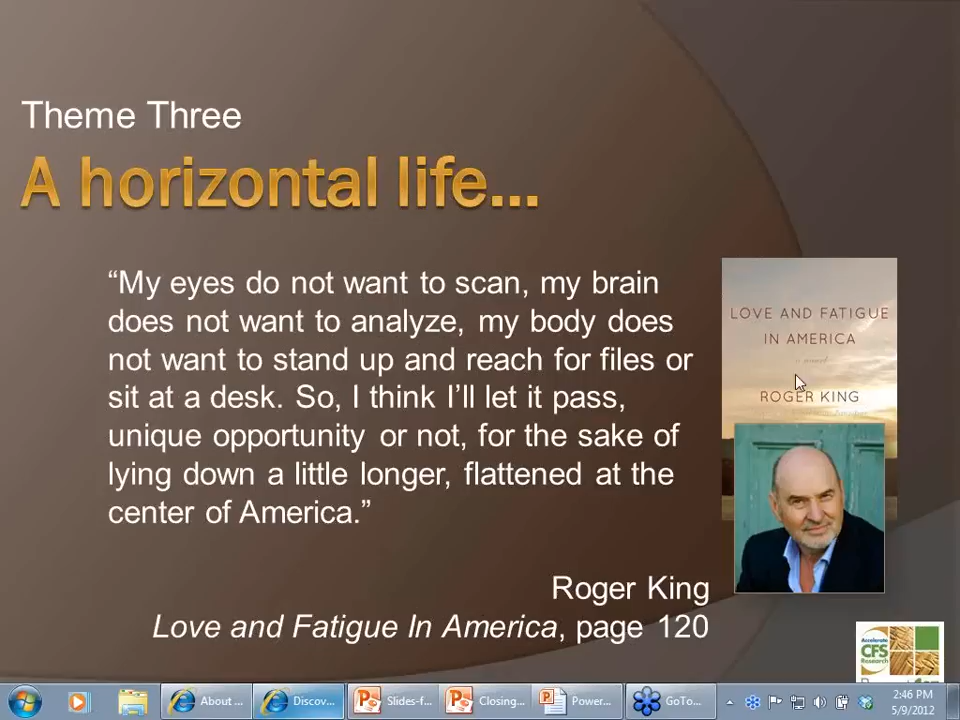 Theme Three
A horizontal life...
“My eyes do not want to scan, my brain
does not want to analyze, my body does
not want to stand up and reach for files or
sit at a desk. So, I think I’ll let it pass,
unique opportunity or not, for the sake of
lying down a little longer, flattened at the
center of America.”
Roger King
Love and Fatigue In America, page 120
LOVE AND FATIGUE
IN AMERICA
a novel
ROGER KING
Accelerate
CFS
Research
About ...
Discov...
Slides-f...
Closing...
Power...
GoTo...
2:46 PM
5/9/2012